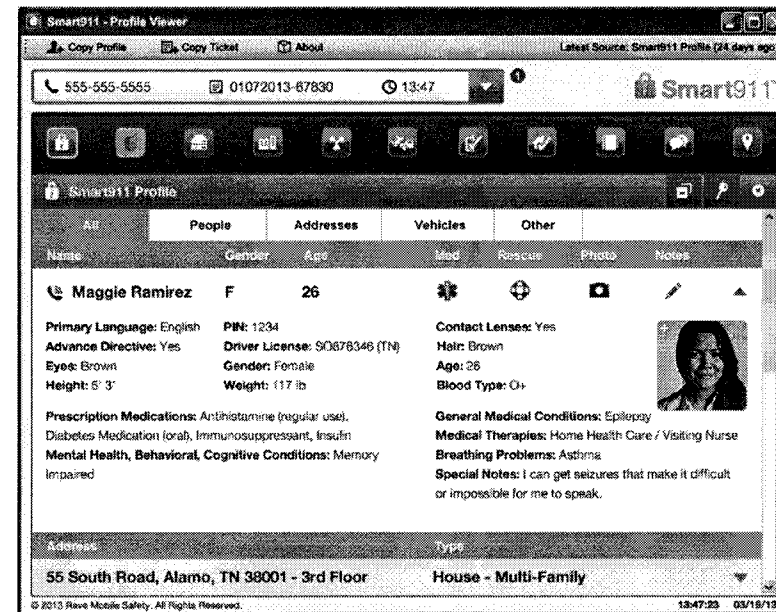 Smart911 - Profile Viewer
Copy Profile Copy Ticket About Latest Source: Smart911 Profile (24 days ago
555-555-5555 01072013-67830 13:47 1 Smart911
Smart911 Profile
All People Addresses Vehicles Other
Name Gender Age Med Rescue Photo Notes
Maggie Ramirez F 26
Primary Language: English PIN: 1234 Contact Lenses: Yes
Advance Directive: Yes Driver License: SO876346 (TN) Hair: Brown
Eyes: Brown Gender: Female Age: 26
Height: 5' 3" Weight: 117 lb Blood Type: O+
Prescription Medications: Antihistamine (regular use), General Medical Conditions: Epilepsy
Diabetes Medication (oral), Immunosuppressant, Insulin Medical Therapies: Home Health Care / Visiting Nurse
Mental Health, Behavioral, Cognitive Conditions: Memory Breathing Problems: Asthma
Impaired Special Notes: I can get seizures that make it difficult
or impossible for me to speak.
Address Type
55 South Road, Alamo, TN 38001 - 3rd Floor House - Multi-Family
© 2013 Rave Mobile Safety. All Rights Reserved. 13:47:23